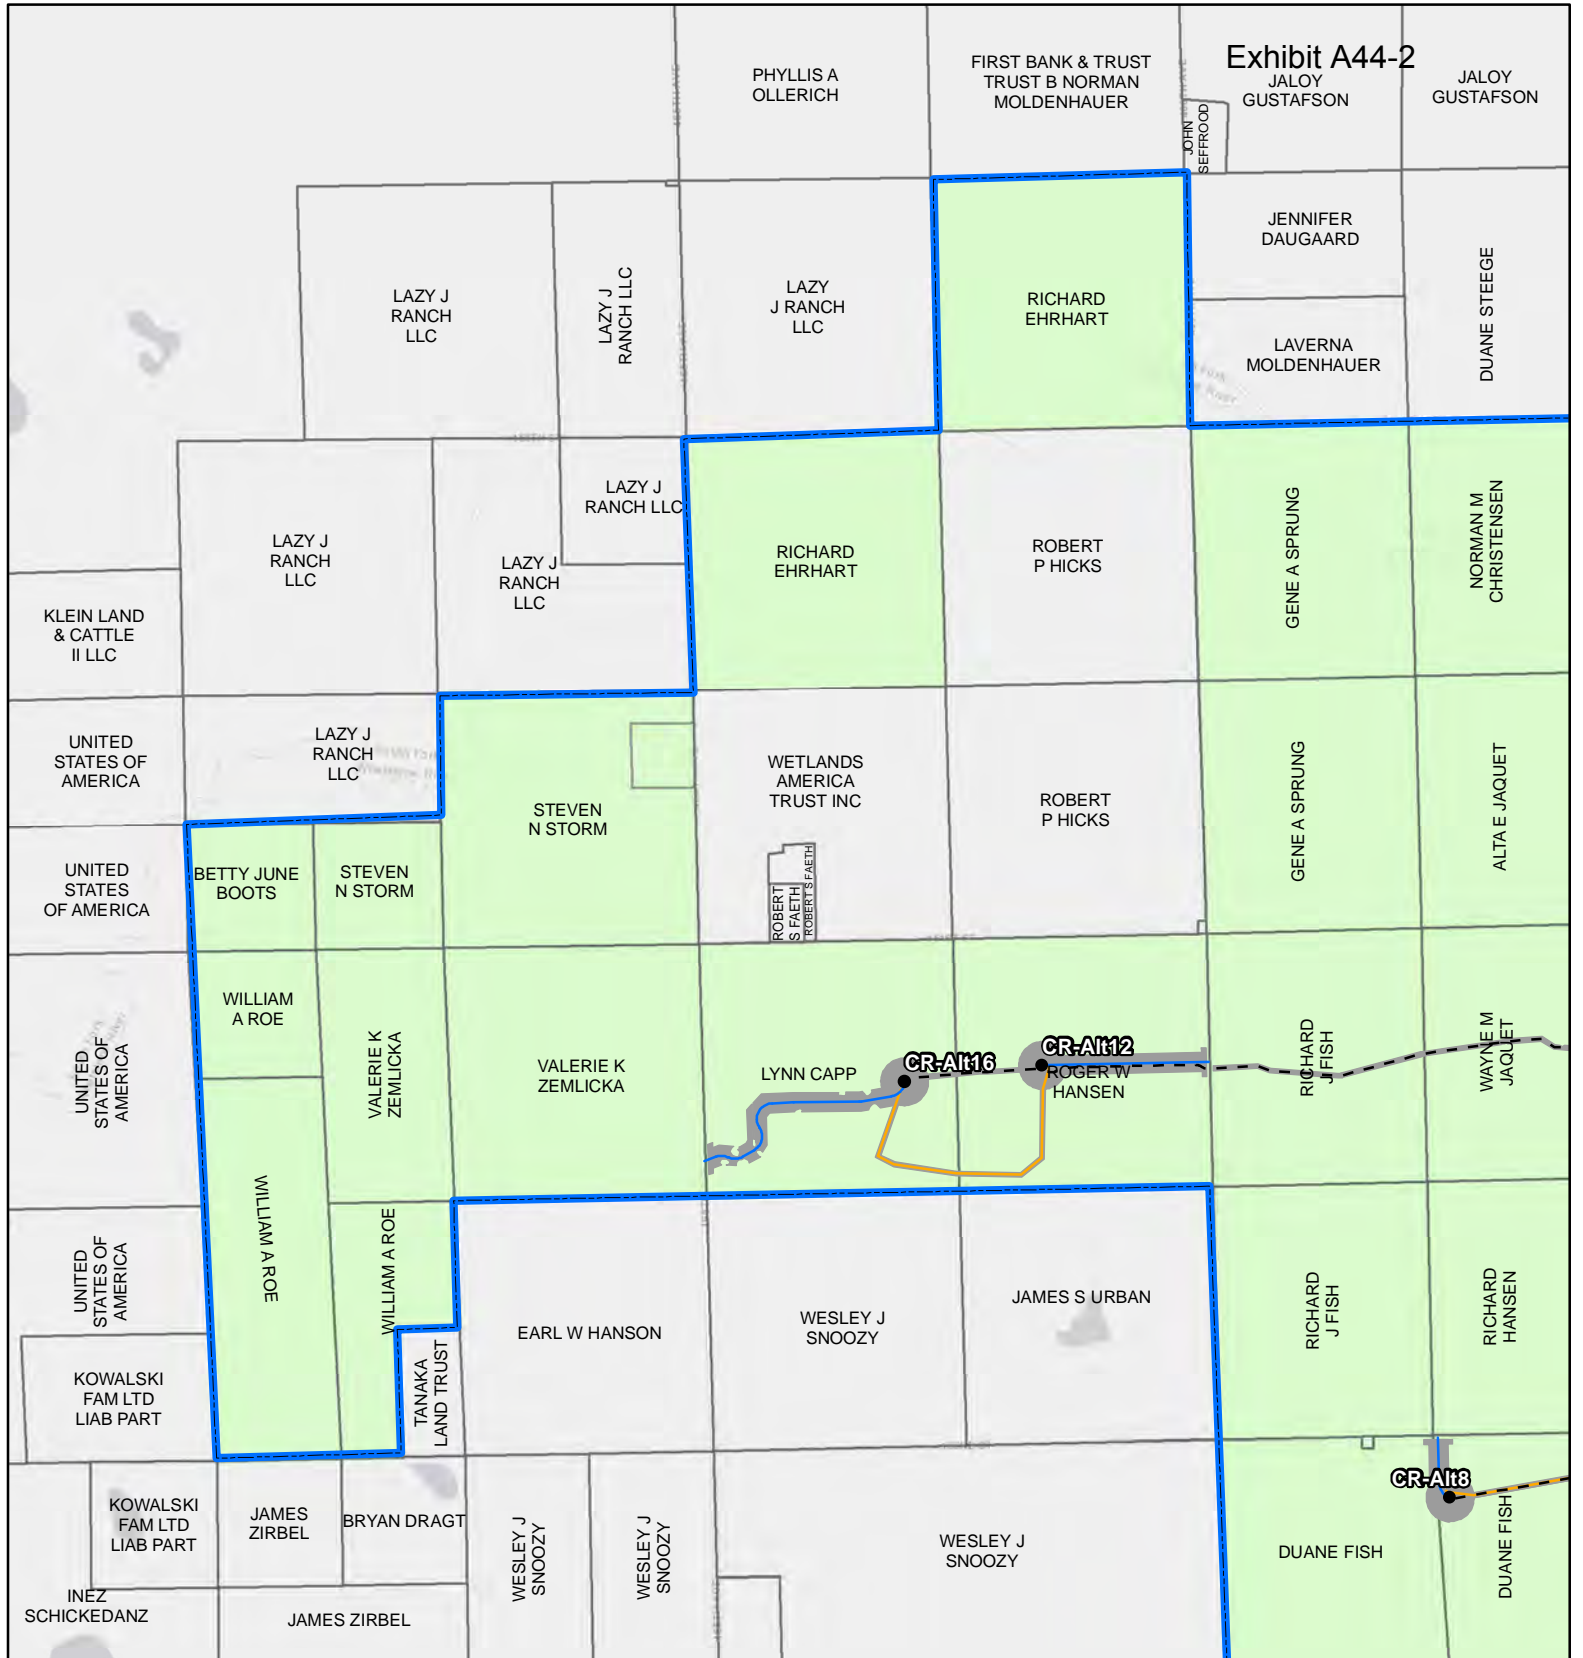 Exhibit A44-2
PHYLLIS A
OLLERICH
FIRST BANK & TRUST
TRUST B NORMAN
MOLDENHAUER
JALOY
GUSTAFSON
JALOY
GUSTAFSON
JOHN
SEFFROOD
LAZY J
RANCH
LLC
LAZY J
RANCH LLC
LAZY
J RANCH
LLC
RICHARD
EHRHART
JENNIFER
DAUGAARD
LAVERNA
MOLDENHAUER
DUANE STEEGE
LAZY J
RANCH
LLC
LAZY J
RANCH
LLC
LAZY J
RANCH LLC
RICHARD
EHRHART
ROBERT
P HICKS
GENE A SPRUNG
NORMAN M
CHRISTENSEN
KLEIN LAND
& CATTLE
II LLC
UNITED
STATES OF
AMERICA
LAZY J
RANCH
LLC
STEVEN
N STORM
WETLANDS
AMERICA
TRUST INC
ROBERT
P HICKS
GENE A SPRUNG
ALTA E JAQUET
UNITED
STATES
OF AMERICA
BETTY JUNE
BOOTS
STEVEN
N STORM
ROBERT
S FAETH
ROBERT S FAETH
WILLIAM
A ROE
VALERIE K
ZEMLICKA
VALERIE K
ZEMLICKA
LYNN CAPP
CR-Alt16
CR-Alt12
ROGER W
HANSEN
RICHARD
J FISH
WAYNE M
JAQUET
UNITED
STATES OF
AMERICA
UNITED
STATES OF
AMERICA
WILLIAM A ROE
WILLIAM A ROE
TANAKA
LAND TRUST
EARL W HANSON
WESLEY J
SNOOZY
JAMES S URBAN
RICHARD
J FISH
RICHARD
HANSEN
KOWALSKI
FAM LTD
LIAB PART
KOWALSKI
FAM LTD
LIAB PART
JAMES
ZIRBEL
BRYAN DRAGT
WESLEY J
SNOOZY
WESLEY J
SNOOZY
WESLEY J
SNOOZY
CR-Alt8
DUANE FISH
DUANE FISH
INEZ
SCHICKEDANZ
JAMES ZIRBEL